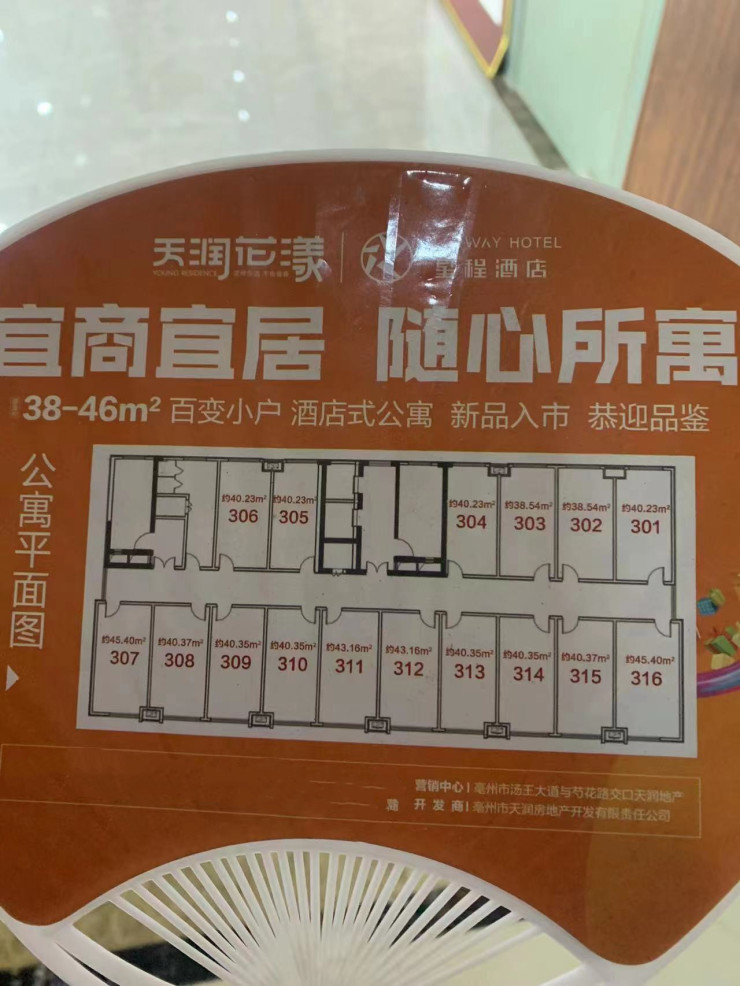 天润花漾
YOUNG RESIDENCE
WAY HOTEL
星程酒店
宜商宜居 随心所寓
38-46m² 百变小户 酒店式公寓 新品入市 恭迎品鉴
公寓平面图
约40.23m²
306
约40.23m²
305
约40.23m²
304
约38.54m²
303
约38.54m²
302
约40.23m²
301
约45.40m²
307
约40.37m²
308
约40.35m²
309
约40.35m²
310
约43.16m²
311
约43.16m²
312
约40.35m²
313
约40.35m²
314
约40.37m²
315
约45.40m²
316
营销中心 | 亳州市汤王大道与芍花路交口天润地产
开发商 | 亳州市天润房地产开发有限责任公司